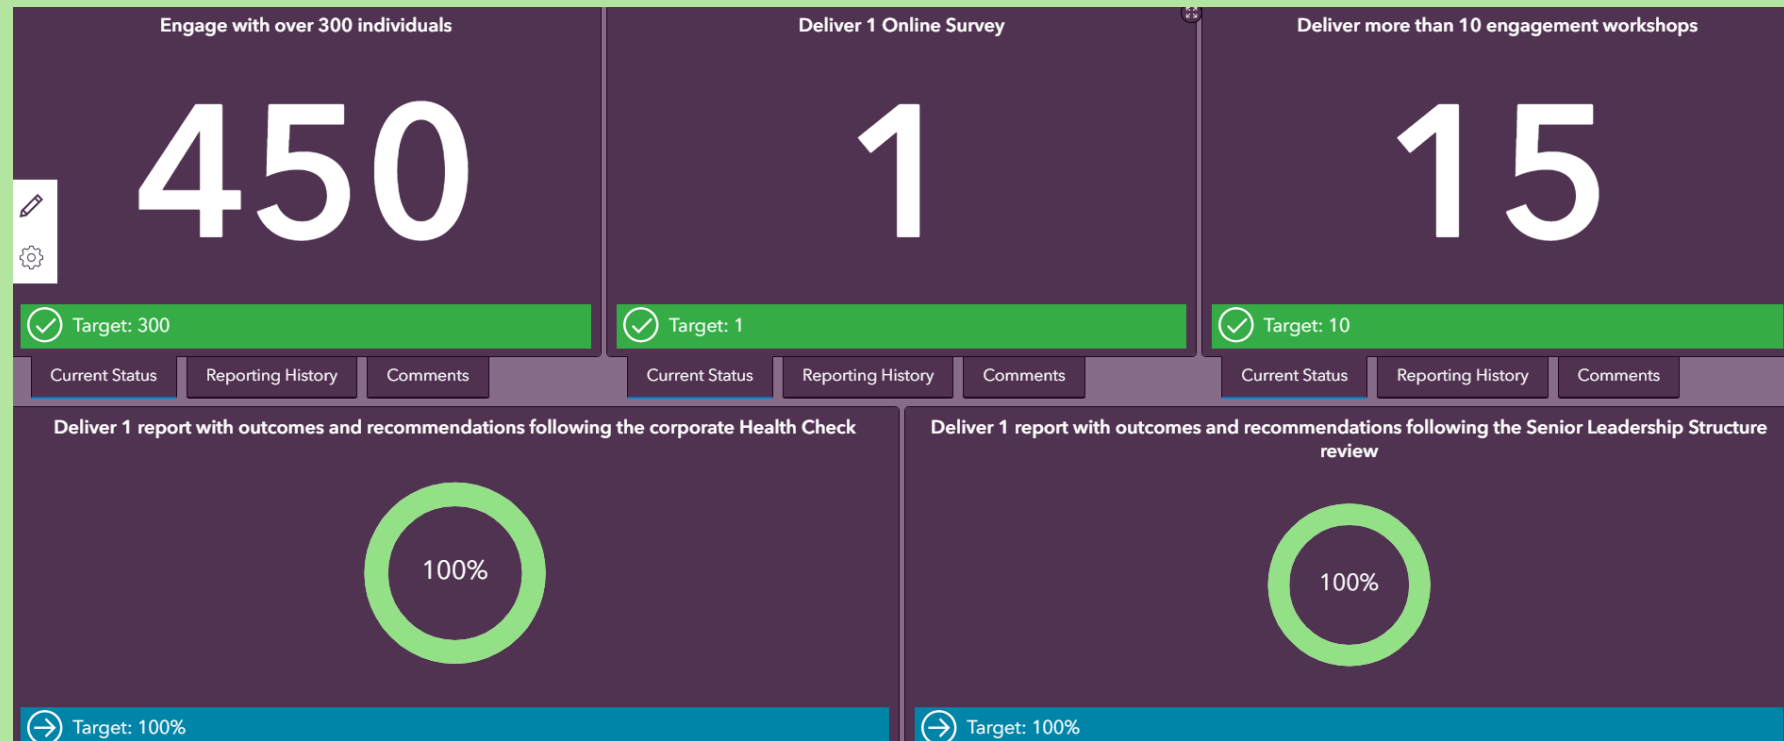 Engage with over 300 individuals
450
Target: 300
Current Status
Reporting History
Comments
Deliver 1 Online Survey
1
Target: 1
Current Status
Reporting History
Comments
Deliver more than 10 engagement workshops
15
Target: 10
Current Status
Reporting History
Comments
Deliver 1 report with outcomes and recommendations following the corporate Health Check
100%
Target: 100%
Deliver 1 report with outcomes and recommendations following the Senior Leadership Structure
review
100%
Target: 100%